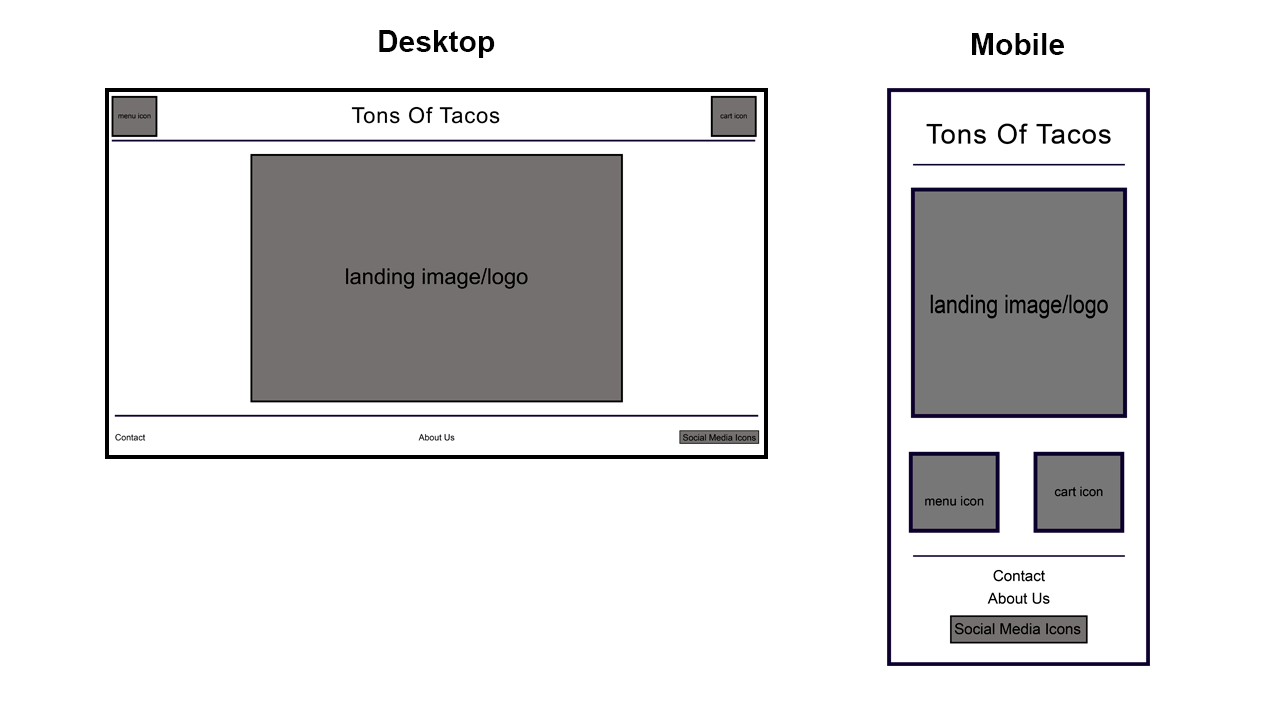 Desktop
menu icon
Tons Of Tacos
cart icon
landing image/logo
Contact
About Us
Social Media Icons
Mobile
Tons Of Tacos
landing image/logo
menu icon
cart icon
Contact
About Us
Social Media Icons